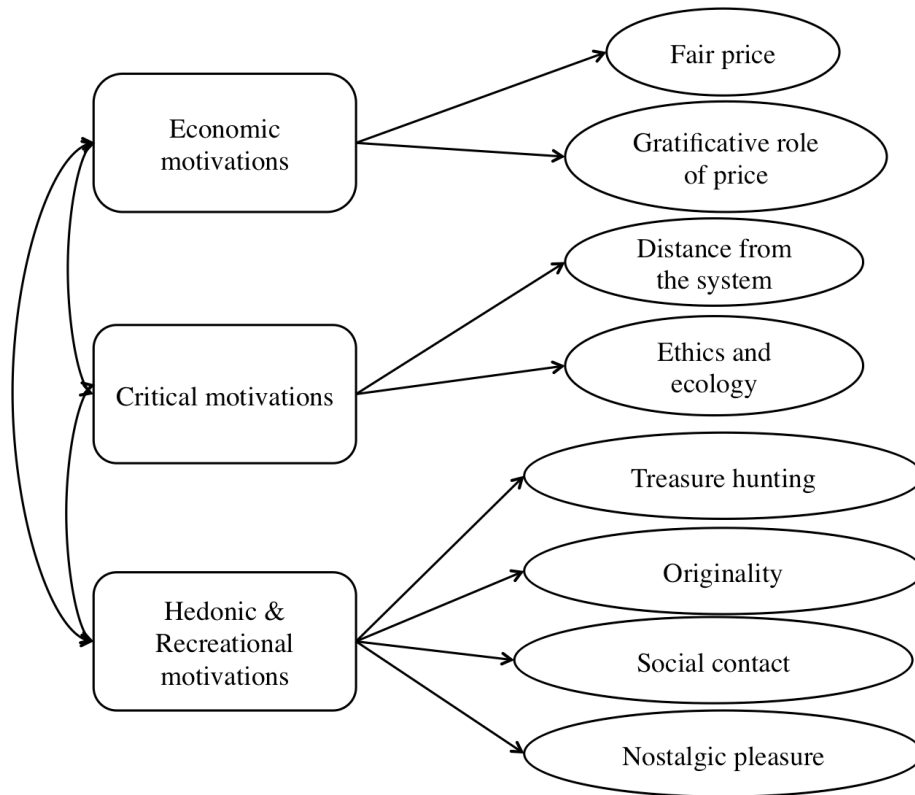 Fair price
Economic
motivations
Gratificative role
of price
Distance from
the system
Critical motivations
Ethics and
ecology
Treasure hunting
Originality
Hedonic &
Recreational
motivations
Social contact
Nostalgic pleasure